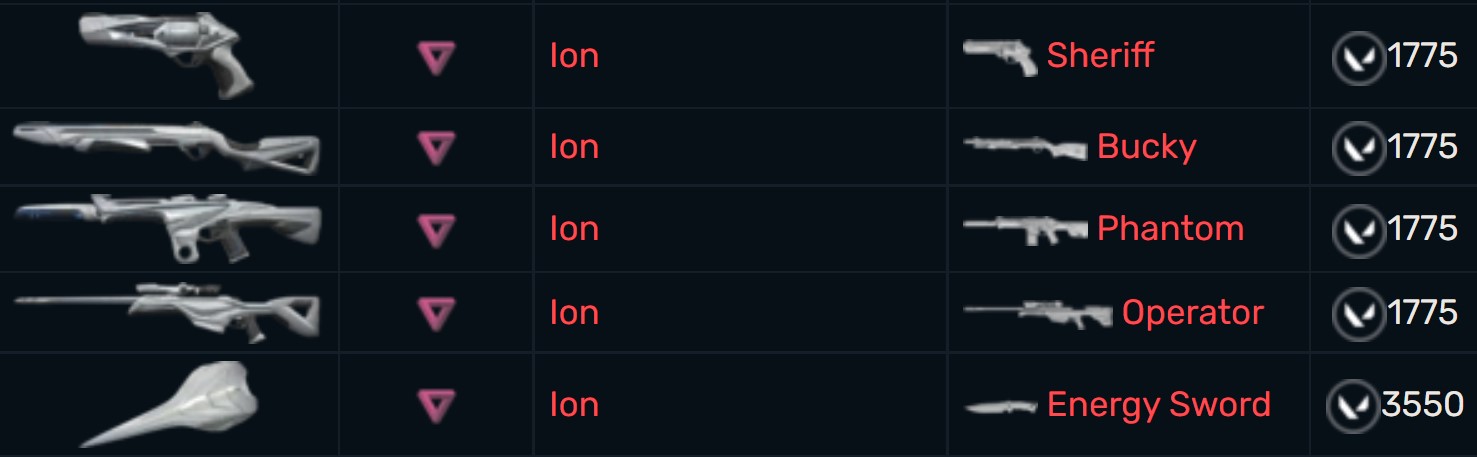 Ion Sheriff 1775
Ion Bucky 1775
Ion Phantom 1775
Ion Operator 1775
Ion Energy Sword 3550